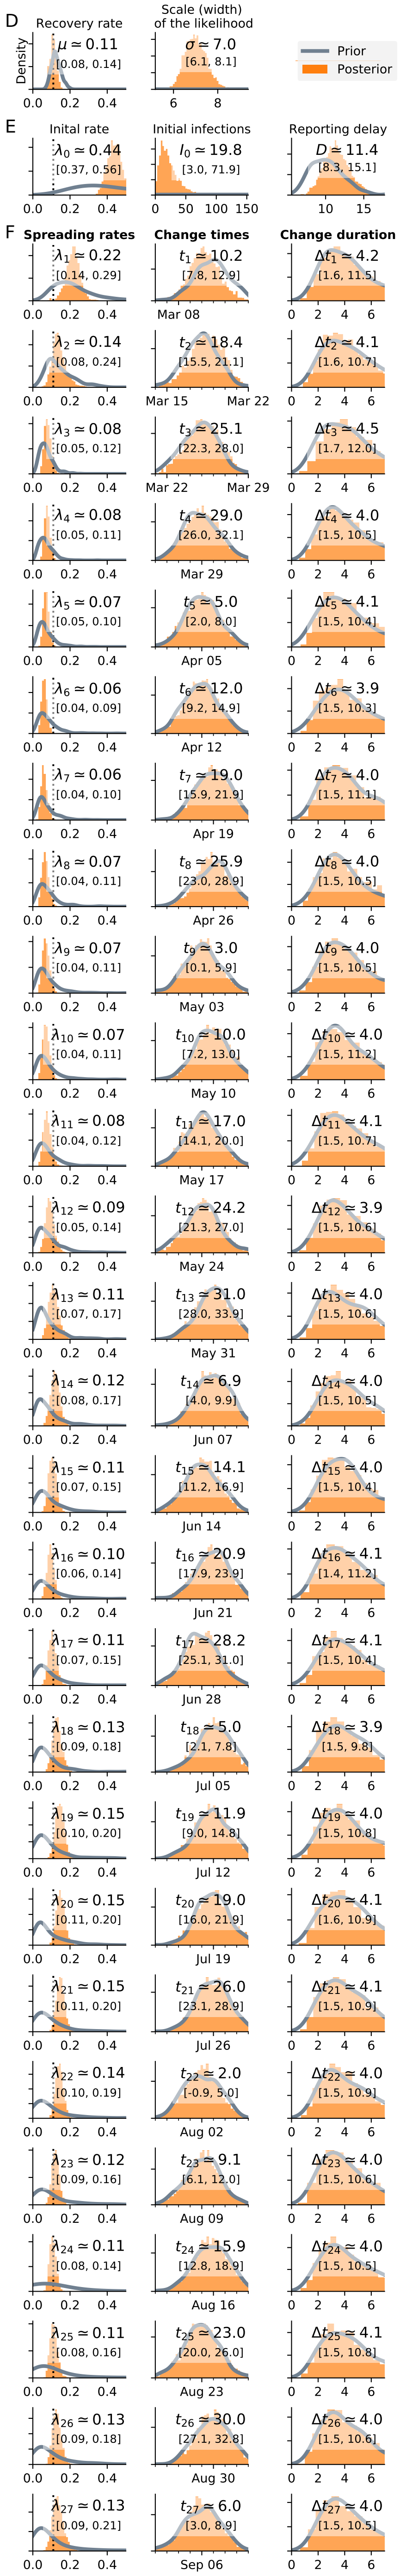 D
Recovery rate
Scale (width)
of the likelihood
Density
μ ≃ 0.11
[0.08, 0.14]
σ ≃ 7.0
[6.1, 8.1]
Prior
Posterior
0.0 0.2 0.4
6 8
E
Inital rate
Initial infections
Reporting delay
λ0 ≃ 0.44
[0.37, 0.56]
I0 ≃ 19.8
[3.0, 71.9]
D ≃ 11.4
[8.3, 15.1]
0.0 0.2 0.4
0 50 100 150
10 15
F
Spreading rates
Change times
Change duration
λ1 ≃ 0.22
[0.14, 0.29]
t1 ≃ 10.2
[7.8, 12.9]
Δt1 ≃ 4.2
[1.6, 11.5]
0.0 0.2 0.4
Mar 08
0 2 4 6
λ2 ≃ 0.14
[0.08, 0.24]
t2 ≃ 18.4
[15.5, 21.1]
Δt2 ≃ 4.1
[1.6, 10.7]
0.0 0.2 0.4
Mar 15 Mar 22
0 2 4 6
λ3 ≃ 0.08
[0.05, 0.12]
t3 ≃ 25.1
[22.3, 28.0]
Δt3 ≃ 4.5
[1.7, 12.0]
0.0 0.2 0.4
Mar 22 Mar 29
0 2 4 6
λ4 ≃ 0.08
[0.05, 0.11]
t4 ≃ 29.0
[26.0, 32.1]
Δt4 ≃ 4.0
[1.5, 10.5]
0.0 0.2 0.4
Mar 29
0 2 4 6
λ5 ≃ 0.07
[0.05, 0.10]
t5 ≃ 5.0
[2.0, 8.0]
Δt5 ≃ 4.1
[1.5, 10.4]
0.0 0.2 0.4
Apr 05
0 2 4 6
λ6 ≃ 0.06
[0.04, 0.09]
t6 ≃ 12.0
[9.2, 14.9]
Δt6 ≃ 3.9
[1.5, 10.3]
0.0 0.2 0.4
Apr 12
0 2 4 6
λ7 ≃ 0.06
[0.04, 0.10]
t7 ≃ 19.0
[15.9, 21.9]
Δt7 ≃ 4.0
[1.5, 11.1]
0.0 0.2 0.4
Apr 19
0 2 4 6
λ8 ≃ 0.07
[0.04, 0.11]
t8 ≃ 25.9
[23.0, 28.9]
Δt8 ≃ 4.0
[1.5, 10.5]
0.0 0.2 0.4
Apr 26
0 2 4 6
λ9 ≃ 0.07
[0.04, 0.11]
t9 ≃ 3.0
[0.1, 5.9]
Δt9 ≃ 4.0
[1.5, 10.5]
0.0 0.2 0.4
May 03
0 2 4 6
λ10 ≃ 0.07
[0.04, 0.11]
t10 ≃ 10.0
[7.2, 13.0]
Δt10 ≃ 4.0
[1.5, 11.2]
0.0 0.2 0.4
May 10
0 2 4 6
λ11 ≃ 0.08
[0.04, 0.12]
t11 ≃ 17.0
[14.1, 20.0]
Δt11 ≃ 4.1
[1.5, 10.7]
0.0 0.2 0.4
May 17
0 2 4 6
λ12 ≃ 0.09
[0.05, 0.14]
t12 ≃ 24.2
[21.3, 27.0]
Δt12 ≃ 3.9
[1.5, 10.6]
0.0 0.2 0.4
May 24
0 2 4 6
λ13 ≃ 0.11
[0.07, 0.17]
t13 ≃ 31.0
[28.0, 33.9]
Δt13 ≃ 4.0
[1.5, 10.6]
0.0 0.2 0.4
May 31
0 2 4 6
λ14 ≃ 0.12
[0.08, 0.17]
t14 ≃ 6.9
[4.0, 9.9]
Δt14 ≃ 4.0
[1.5, 10.5]
0.0 0.2 0.4
Jun 07
0 2 4 6
λ15 ≃ 0.11
[0.07, 0.15]
t15 ≃ 14.1
[11.2, 16.9]
Δt15 ≃ 4.0
[1.5, 10.4]
0.0 0.2 0.4
Jun 14
0 2 4 6
λ16 ≃ 0.10
[0.06, 0.14]
t16 ≃ 20.9
[17.9, 23.9]
Δt16 ≃ 4.1
[1.4, 11.2]
0.0 0.2 0.4
Jun 21
0 2 4 6
λ17 ≃ 0.11
[0.07, 0.15]
t17 ≃ 28.2
[25.1, 31.0]
Δt17 ≃ 4.1
[1.5, 10.4]
0.0 0.2 0.4
Jun 28
0 2 4 6
λ18 ≃ 0.13
[0.09, 0.18]
t18 ≃ 5.0
[2.1, 7.8]
Δt18 ≃ 3.9
[1.5, 9.8]
0.0 0.2 0.4
Jul 05
0 2 4 6
λ19 ≃ 0.15
[0.10, 0.20]
t19 ≃ 11.9
[9.0, 14.8]
Δt19 ≃ 4.0
[1.5, 10.8]
0.0 0.2 0.4
Jul 12
0 2 4 6
λ20 ≃ 0.15
[0.11, 0.20]
t20 ≃ 19.0
[16.0, 21.9]
Δt20 ≃ 4.1
[1.6, 10.9]
0.0 0.2 0.4
Jul 19
0 2 4 6
λ21 ≃ 0.15
[0.11, 0.20]
t21 ≃ 26.0
[23.1, 28.9]
Δt21 ≃ 4.1
[1.5, 10.9]
0.0 0.2 0.4
Jul 26
0 2 4 6
λ22 ≃ 0.14
[0.10, 0.19]
t22 ≃ 2.0
[-0.9, 5.0]
Δt22 ≃ 4.0
[1.5, 10.9]
0.0 0.2 0.4
Aug 02
0 2 4 6
λ23 ≃ 0.12
[0.09, 0.16]
t23 ≃ 9.1
[6.1, 12.0]
Δt23 ≃ 4.0
[1.5, 10.6]
0.0 0.2 0.4
Aug 09
0 2 4 6
λ24 ≃ 0.11
[0.08, 0.14]
t24 ≃ 15.9
[12.8, 18.9]
Δt24 ≃ 4.0
[1.5, 10.5]
0.0 0.2 0.4
Aug 16
0 2 4 6
λ25 ≃ 0.11
[0.08, 0.16]
t25 ≃ 23.0
[20.0, 26.0]
Δt25 ≃ 4.1
[1.5, 10.8]
0.0 0.2 0.4
Aug 23
0 2 4 6
λ26 ≃ 0.13
[0.09, 0.18]
t26 ≃ 30.0
[27.1, 32.8]
Δt26 ≃ 4.0
[1.5, 10.6]
0.0 0.2 0.4
Aug 30
0 2 4 6
λ27 ≃ 0.13
[0.09, 0.21]
t27 ≃ 6.0
[3.0, 8.9]
Δt27 ≃ 4.0
[1.5, 10.5]
0.0 0.2 0.4
Sep 06
0 2 4 6